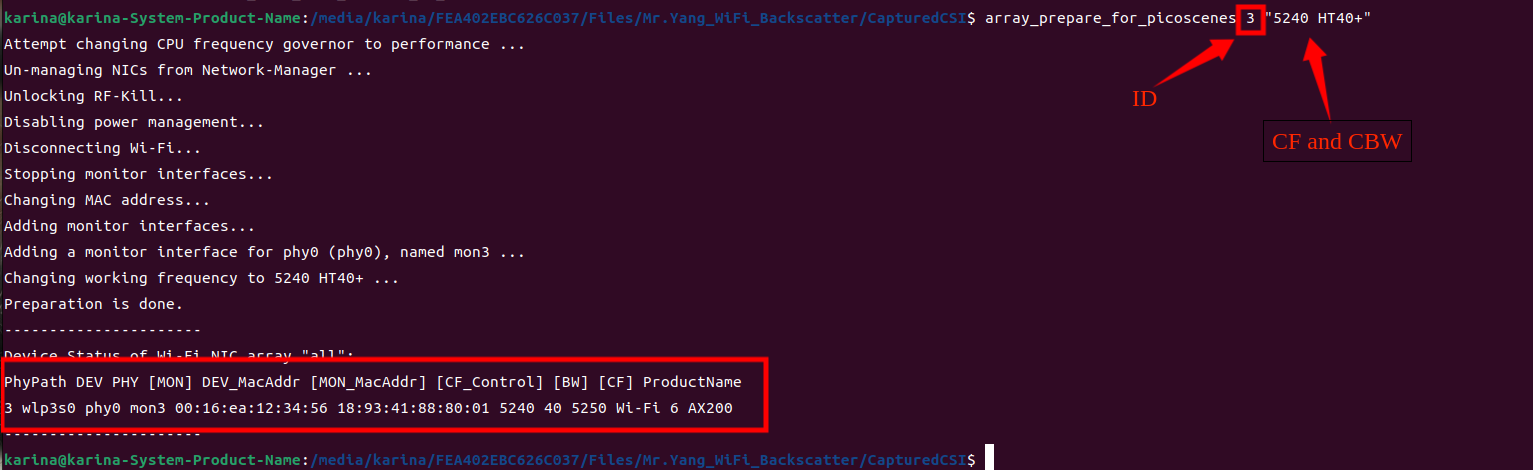 karina@karina-System-Product-Name:/media/karina/FEA402EBC626C037/Files/Mr.Yang_WiFi_Backscatter/CapturedCSI$ array_prepare_for_picoscenes 3 "5240 HT40+"
Attempt changing CPU frequency governor to performance ...
Un-managing NICs from Network-Manager ...
Unlocking RF-Kill...
ID
Disabling power management...
CF and CBW
Disconnecting Wi-Fi...
Stopping monitor interfaces...
Changing MAC address...
Adding monitor interfaces...
Adding a monitor interface for phy0 (phy0), named mon3 ...
Changing working frequency to 5240 HT40+ ...
Preparation is done.
----------------------
Device Status of Wi-Fi NIC array "all":
PhyPath DEV PHY [MON] DEV_MacAddr [MON_MacAddr] [CF_Control] [BW] [CF] ProductName
3 wlp3s0 phy0 mon3 00:16:ea:12:34:56 18:93:41:88:80:01 5240 40 5250 Wi-Fi 6 AX200
----------------------
karina@karina-System-Product-Name:/media/karina/FEA402EBC626C037/Files/Mr.Yang_WiFi_Backscatter/CapturedCSI$